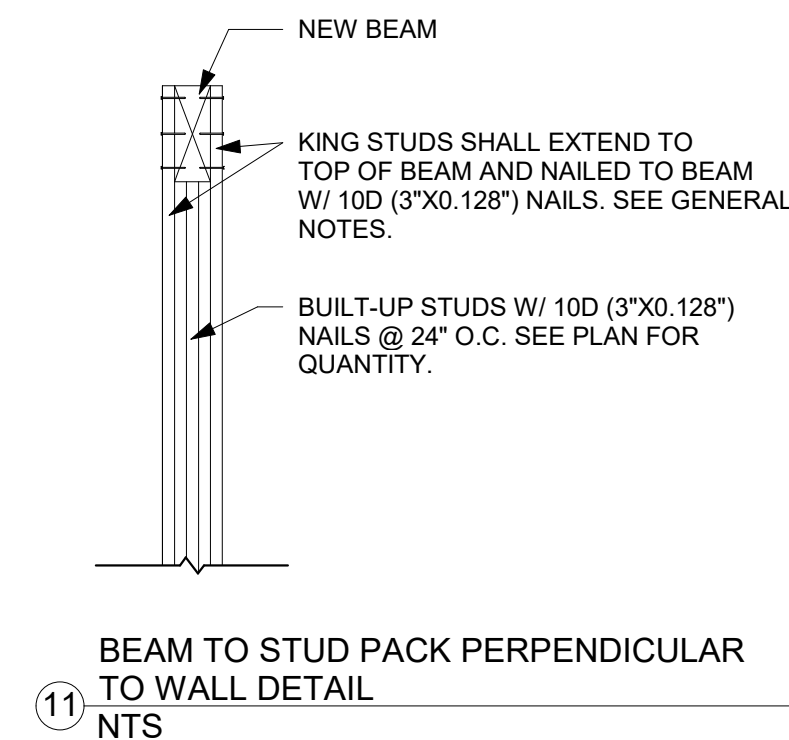 NEW BEAM
KING STUDS SHALL EXTEND TO
TOP OF BEAM AND NAILED TO BEAM
W/ 10D (3"X0.128") NAILS. SEE GENERAL
NOTES.
BUILT-UP STUDS W/ 10D (3"X0.128")
NAILS @ 24" O.C. SEE PLAN FOR
QUANTITY.
BEAM TO STUD PACK PERPENDICULAR
TO WALL DETAIL
11
NTS